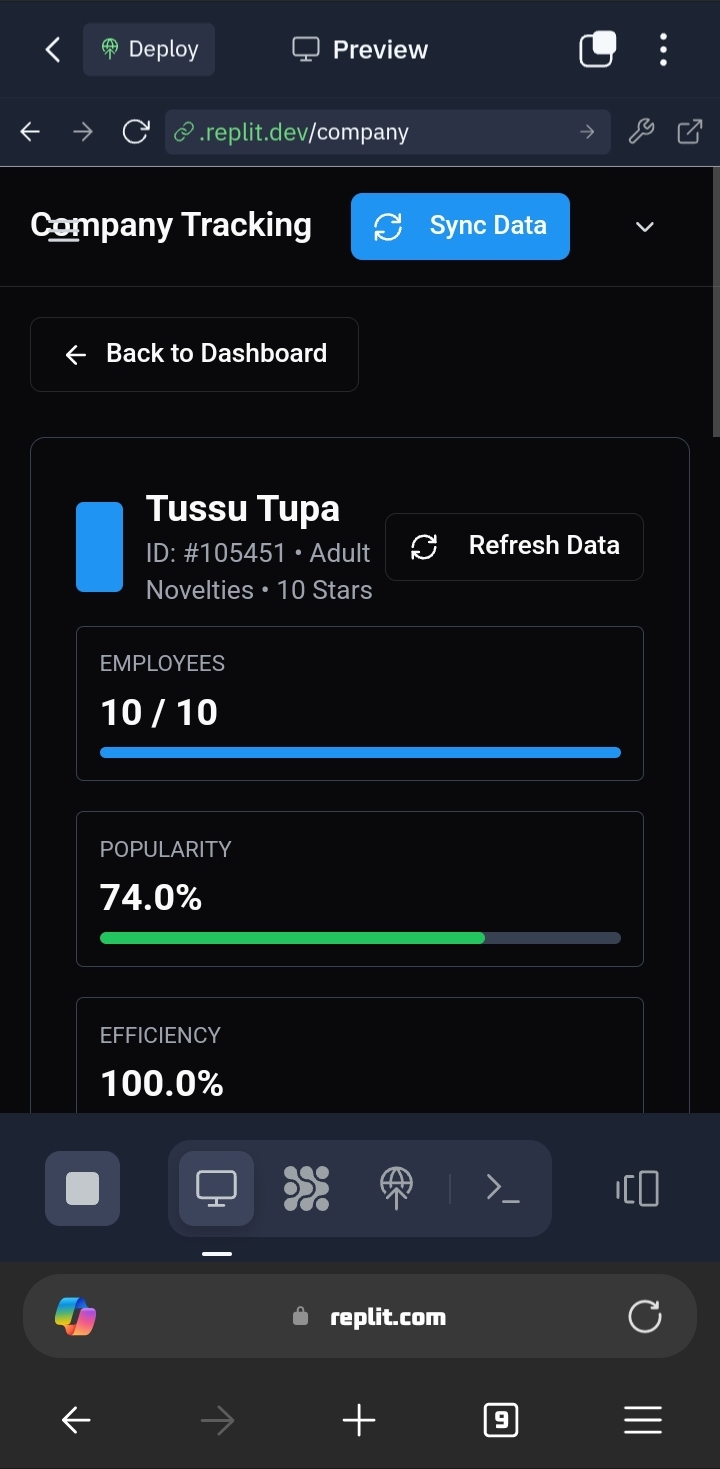 Deploy
Preview
.replit.dev/company
Company Tracking
Sync Data
Back to Dashboard
Tussu Tupa
ID: #105451 • Adult
Novelties • 10 Stars
Refresh Data
EMPLOYEES
10 / 10
POPULARITY
74.0%
EFFICIENCY
100.0%
replit.com
9